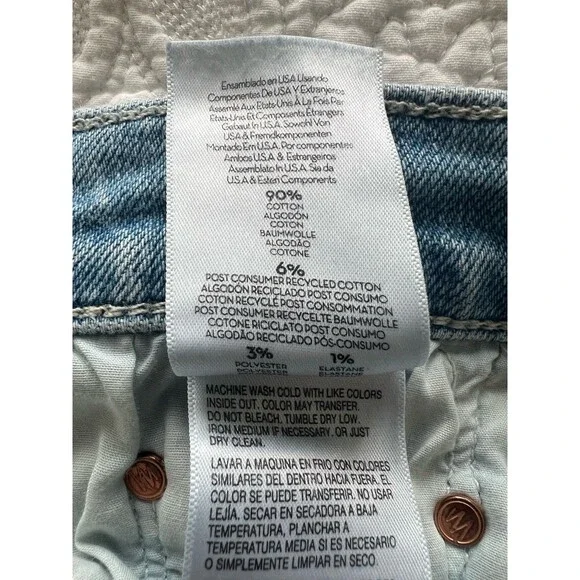 Ensamblado en USA Usando
Componentes De USA Y Extranjeros
Assemlé Aux Etats-Unis À La Fois Par
Etats-Unis et Composents Étrangers
Gebaut In U.S.A. Sowohl Von
USA & Fremdkomponenten
Montado Em U.S.A. Por componentes
Ambos U.S.A & Estrangeiros
Assemblato In U.S.A. Sia da
U.S.A & Esteri Components
90%
COTTON
ALGODÓN
COTON
BAUMWOLLE
ALGODÃO
COTONE
6%
POST CONSUMER RECYCLED COTTON
ALGODÓN RECICLADO POST CONSUMO
COTON RECYCLÉ POST CONSOMMATION
POST CONSUMER RECYCELTE BAUMWOLLE
COTONE RICICLATO POST CONSUMO
ALGODÃO RECICLADO PÓS-CONSUMO
3% 1%
POLYESTER ELASTANE
MACHINE WASH COLD WITH LIKE COLORS
INSIDE OUT. COLOR MAY TRANSFER.
DO NOT BLEACH. TUMBLE DRY LOW.
IRON MEDIUM IF NECESSARY. OR JUST
DRY CLEAN.
LAVAR A MAQUINA EN FRIO CON COLORES
SIMILARES DEL DENTRO HACIA FUERA. EL
COLOR SE PUEDE TRANSFERIR. NO USAR
LEJÍA. SECAR EN SECADORA A BAJA
TEMPERATURA, PLANCHAR A
TEMPERATURA MEDIA SI ES NECESARIO
O SIMPLEMENTE LIMPIAR EN SECO